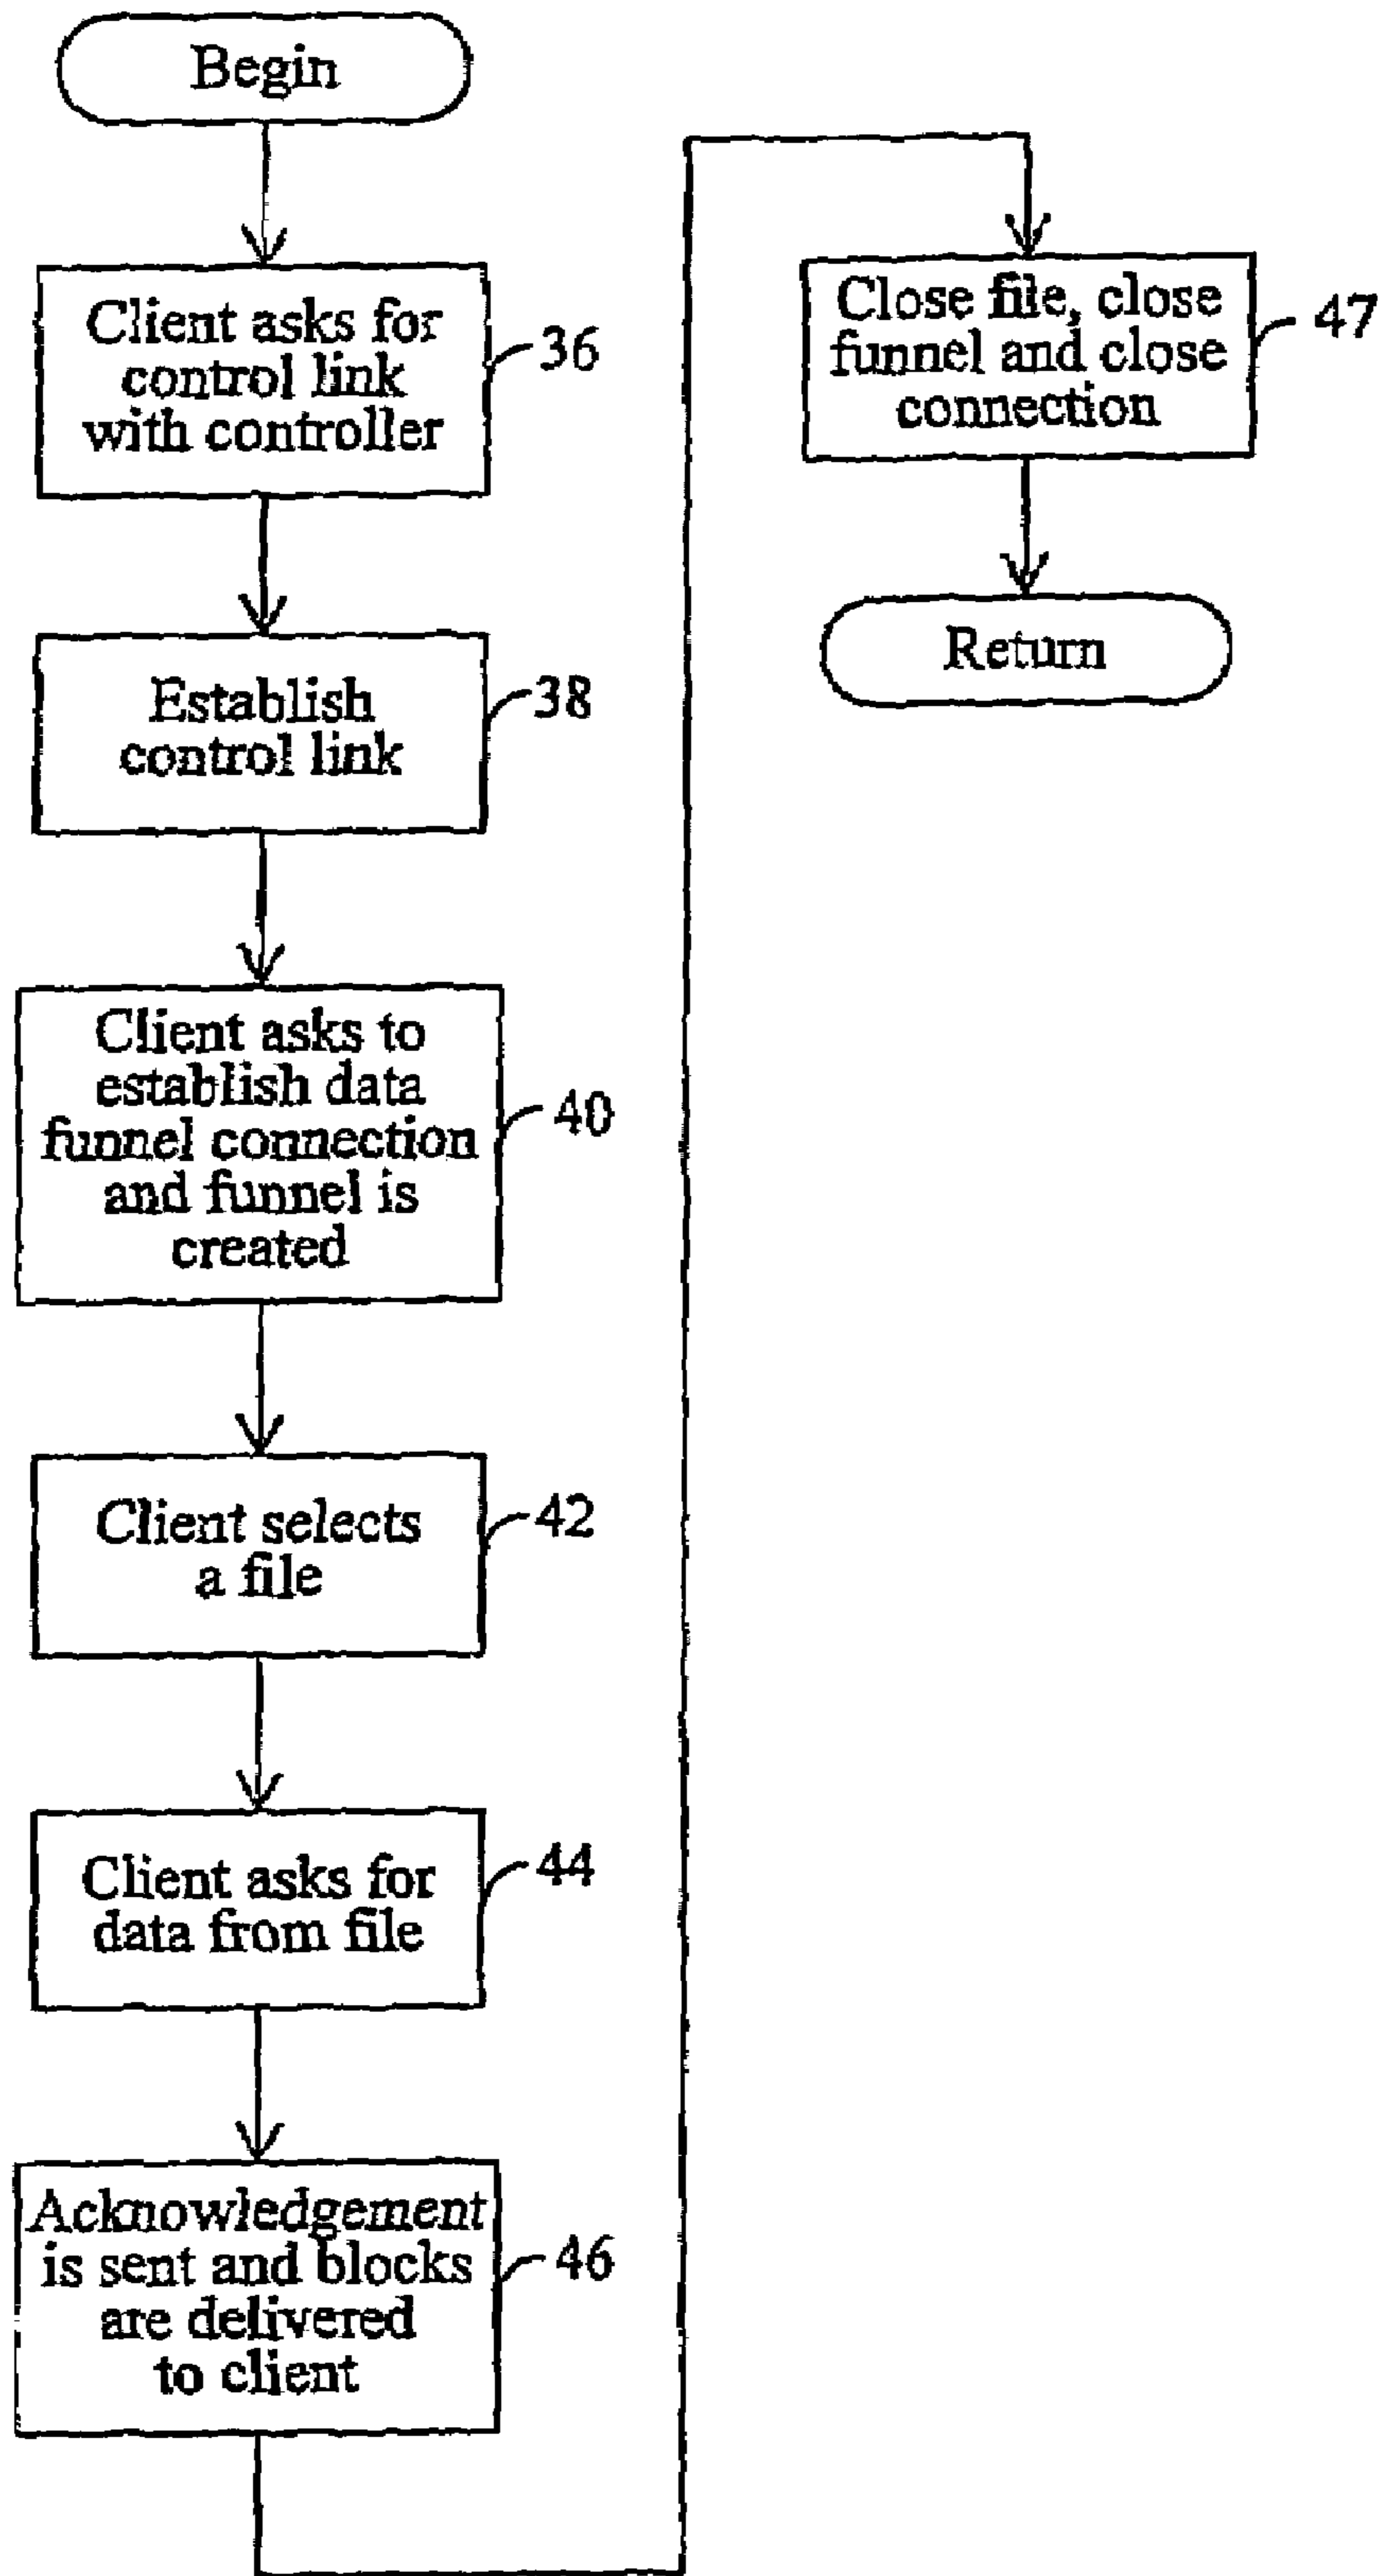 Begin
Client asks for
control link
with controller
36
Establish
control link
38
Client asks to
establish data
funnel connection
and funnel is
created
40
Client selects
a file
42
Client asks for
data from file
44
Acknowledgement
is sent and blocks
are delivered
to client
46
Close file, close
funnel and close
connection
47
Return